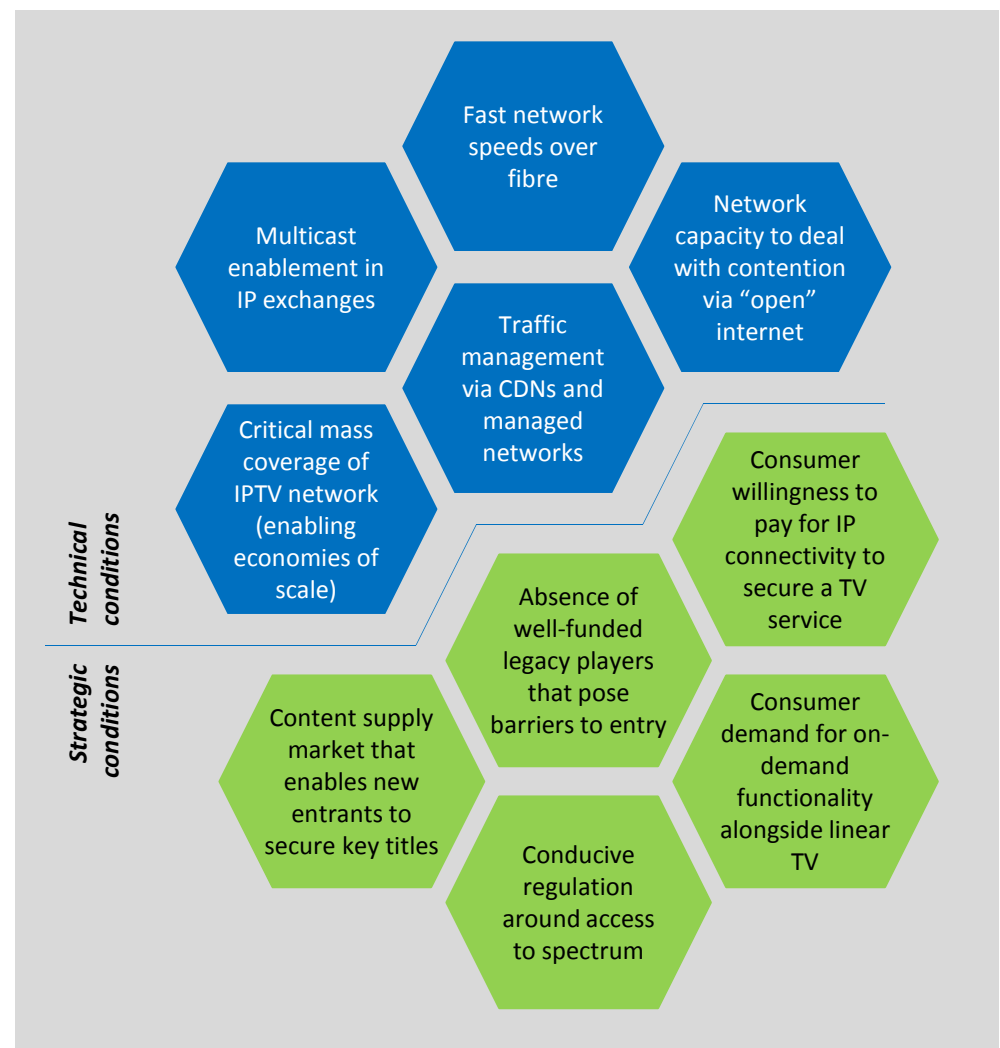 Fast network
speeds over
fibre
Multicast
enablement in
IP exchanges
Network
capacity to deal
with contention
via “open”
internet
Traffic
management
via CDNs and
managed
networks
Critical mass
coverage of
IPTV network
(enabling
economies of
scale)
Technical
conditions
Consumer
willingness to
pay for IP
connectivity to
secure a TV
service
Absence of
well-funded
legacy players
that pose
barriers to entry
Strategic
conditions
Content supply
market that
enables new
entrants to
secure key titles
Consumer
demand for on-
demand
functionality
alongside linear
TV
Conducive
regulation
around access
to spectrum